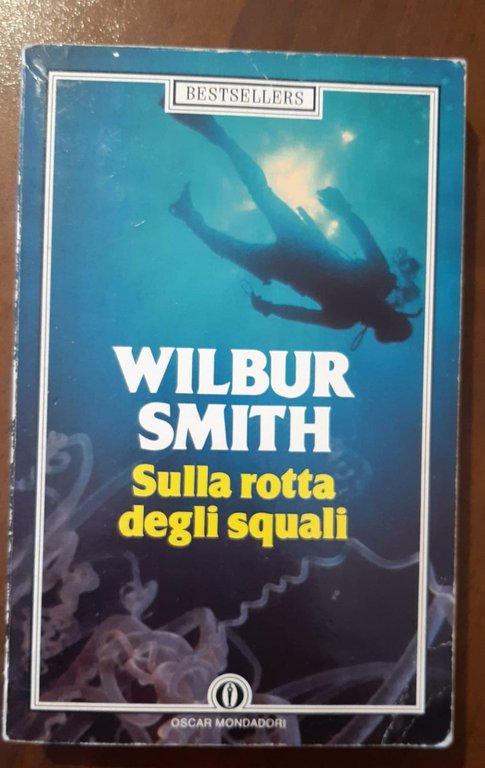 BESTSELLERS
WILBUR
SMITH
Sulla rotta
degli squali
OSCAR MONDADORI